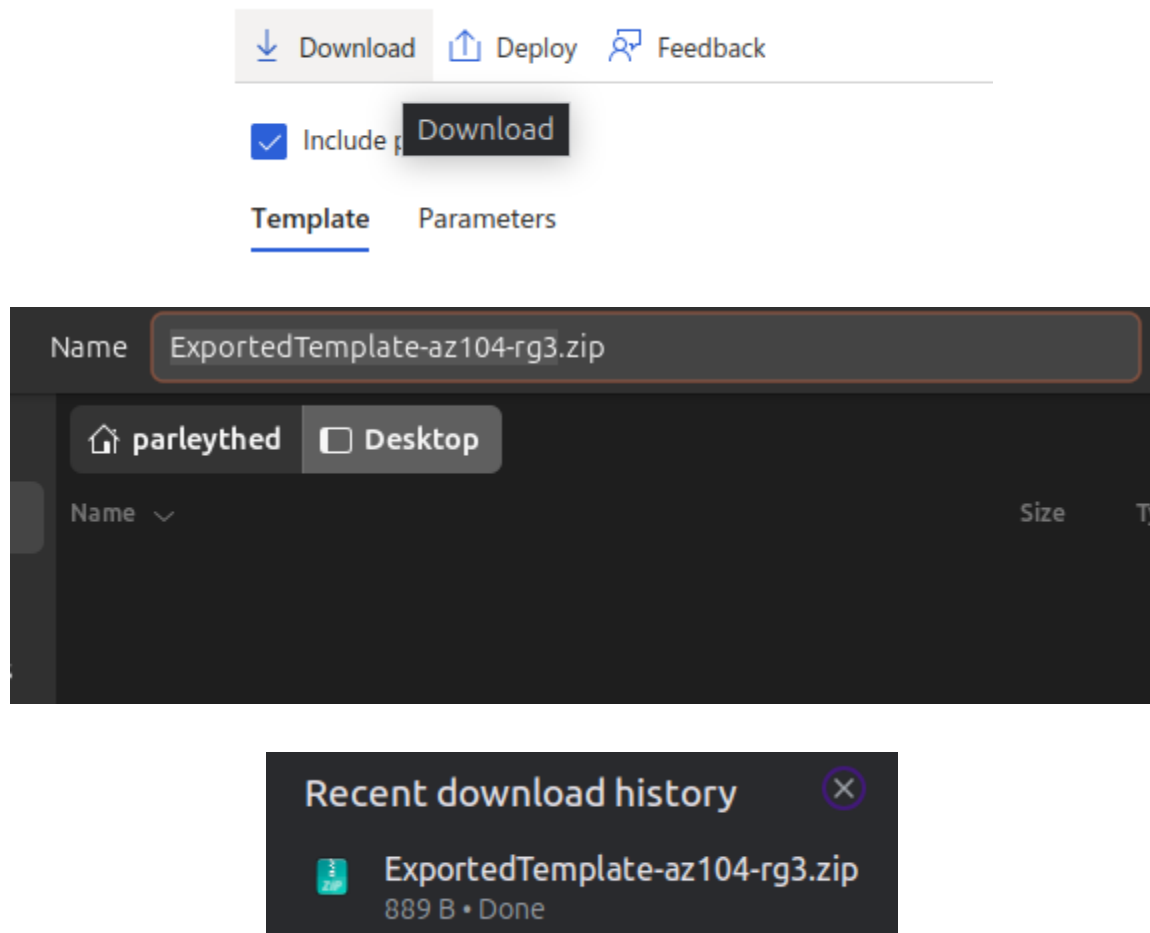 Download Deploy Feedback
Include
Download
Template Parameters
Name ExportedTemplate-az104-rg3.zip
parleythed Desktop
Name Size
Recent download history
ZIP
ExportedTemplate-az104-rg3.zip
889 B • Done